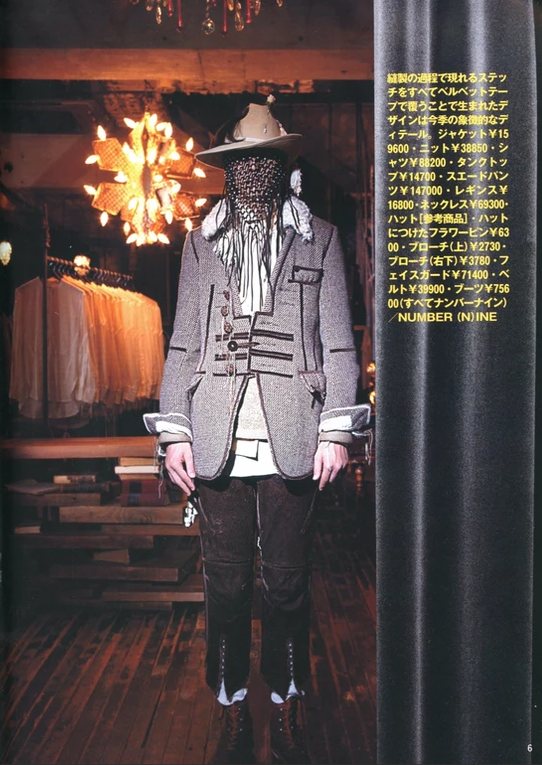 縫製の過程で現れるステッ
チをすべてベルベットテー
プで覆うことで生まれたデ
ザインは今季の象徴的なデ
ィテール。ジャケット¥15
9600・ニット¥38850・シ
ャツ¥88200・タンクトッ
プ¥14700・スエードパン
ツ¥147000・レギンス¥
16800・ネックレス¥69300・
ハット[参考商品]・ハット
につけたフラワーピン¥63
00・ブローチ(上)¥2730・
ブローチ(右下)¥3780・フ
ェイスガード¥71400・ベ
ルト¥39900・ブーツ¥756
00(すべてナンバーナイン)
/NUMBER (N)INE
6